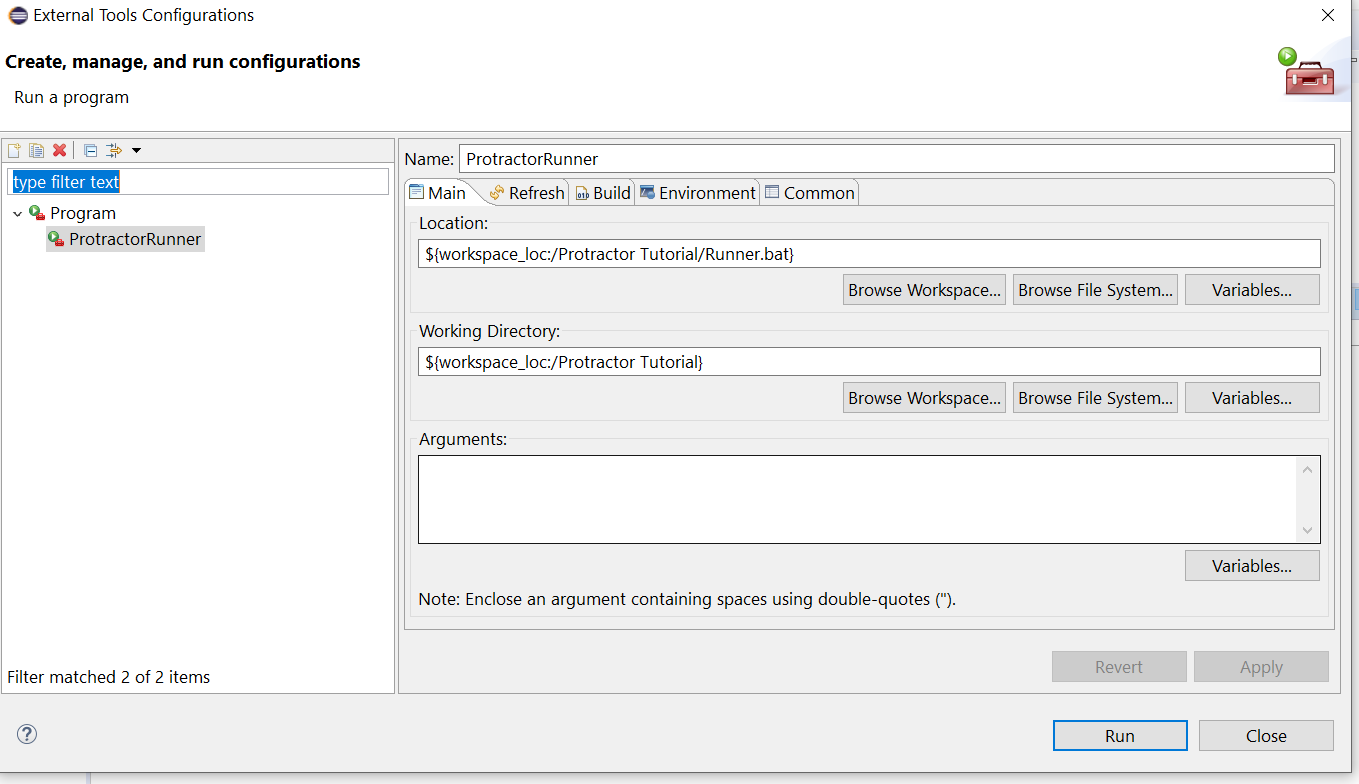 External Tools Configurations
Create, manage, and run configurations
Run a program
type filter text
Program
ProtractorRunner
Filter matched 2 of 2 items
Name: ProtractorRunner
Main Refresh Build Environment Common
Location:
${workspace_loc:/Protractor Tutorial/Runner.bat}
Browse Workspace... Browse File System... Variables...
Working Directory:
${workspace_loc:/Protractor Tutorial}
Browse Workspace... Browse File System... Variables...
Arguments:
Variables...
Note: Enclose an argument containing spaces using double-quotes (").
Revert Apply
Run Close